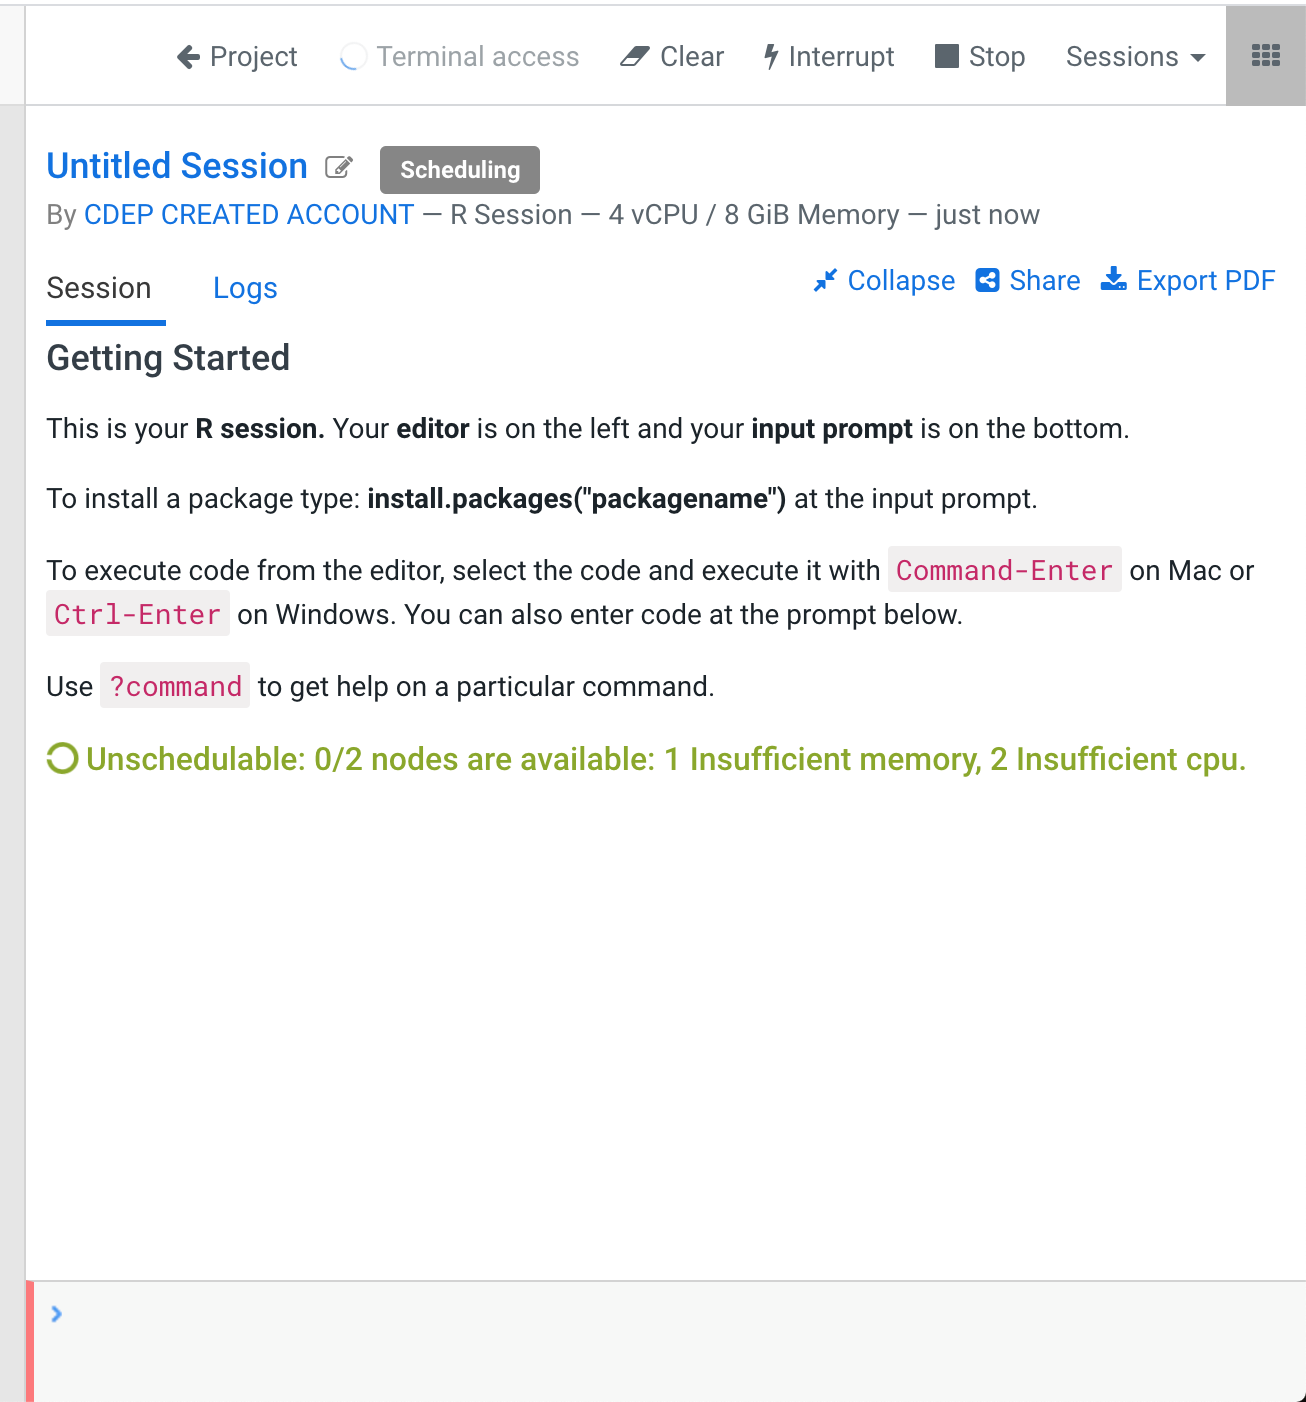 Project Terminal access Clear Interrupt Stop Sessions
Untitled Session Scheduling
By CDEP CREATED ACCOUNT — R Session — 4 vCPU / 8 GiB Memory — just now
Session Logs Collapse Share Export PDF
Getting Started
This is your R session. Your editor is on the left and your input prompt is on the bottom.
To install a package type: install.packages("packagename") at the input prompt.
To execute code from the editor, select the code and execute it with Command-Enter on Mac or
Ctrl-Enter on Windows. You can also enter code at the prompt below.
Use ?command to get help on a particular command.
Unschedulable: 0/2 nodes are available: 1 Insufficient memory, 2 Insufficient cpu.